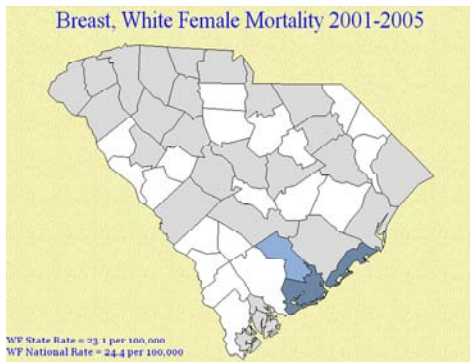 Breast, White Female Mortality 2001-2005
WF State Rate = 23.1 per 100,000
WF National Rate = 24.4 per 100,000